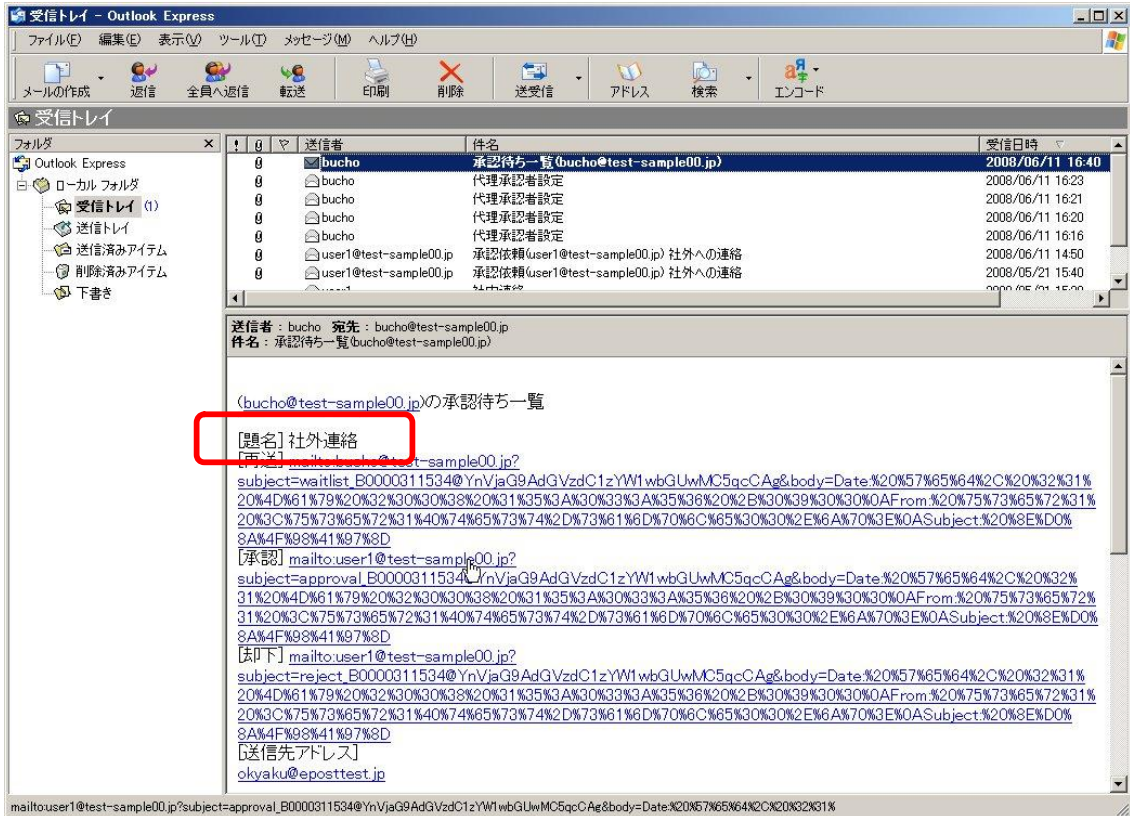 受信トレイ - Outlook Express
ファイル(F) 編集(E) 表示(V) ツール(T) メッセージ(M) ヘルプ(H)
メールの作成 返信 全員へ返信 転送 印刷 削除 送受信 アドレス 検索 エンコード
受信トレイ
フォルダ
Outlook Express
ローカル フォルダ
受信トレイ (1)
送信トレイ
送信済みアイテム
削除済みアイテム
下書き
送信者 件名 受信日時
bucho 承認待ち一覧(bucho@test-sample00.jp) 2008/06/11 16:40
bucho 代理承認者設定 2008/06/11 16:23
bucho 代理承認者設定 2008/06/11 16:21
bucho 代理承認者設定 2008/06/11 16:20
bucho 代理承認者設定 2008/06/11 16:16
user1@test-sample00.jp 承認依頼(user1@test-sample00.jp) 社外への連絡 2008/06/11 14:50
user1@test-sample00.jp 承認依頼(user1@test-sample00.jp) 社外への連絡 2008/05/21 15:40
送信者 : bucho 宛先 : bucho@test-sample00.jp
件名 : 承認待ち一覧(bucho@test-sample00.jp)
(bucho@test-sample00.jp)の承認待ち一覧
[題名] 社外連絡
[再送] mailto:bucho@test-sample00.jp?
subject=waitlist_B0000311534@YnVjaG9AdGVzdC1zYW1wbGUwMC5qcCAg&body=Date:%20%57%65%64%2C%20%32%31%
20%4D%61%79%20%32%30%30%38%20%31%35%3A%30%33%3A%35%36%20%2B%30%39%30%30%0AFrom:%20%75%73%65%72%31%
20%3C%75%73%65%72%31%40%74%65%73%74%2D%73%61%6D%70%6C%65%30%30%2E%6A%70%3E%0ASubject:%20%8E%D0%
8A%4F%98%41%97%8D
[承認] mailto:user1@test-sample00.jp?
subject=approval_B0000311534@YnVjaG9AdGVzdC1zYW1wbGUwMC5qcCAg&body=Date:%20%57%65%64%2C%20%32%
31%20%4D%61%79%20%32%30%30%38%20%31%35%3A%30%33%3A%35%36%20%2B%30%39%30%30%0AFrom:%20%75%73%65%72%
31%20%3C%75%73%65%72%31%40%74%65%73%74%2D%73%61%6D%70%6C%65%30%30%2E%6A%70%3E%0ASubject:%20%8E%D0%
8A%4F%98%41%97%8D
[却下] mailto:user1@test-sample00.jp?
subject=reject_B0000311534@YnVjaG9AdGVzdC1zYW1wbGUwMC5qcCAg&body=Date:%20%57%65%64%2C%20%32%31%
20%4D%61%79%20%32%30%30%38%20%31%35%3A%30%33%3A%35%36%20%2B%30%39%30%30%0AFrom:%20%75%73%65%72%31%
20%3C%75%73%65%72%31%40%74%65%73%74%2D%73%61%6D%70%6C%65%30%30%2E%6A%70%3E%0ASubject:%20%8E%D0%
8A%4F%98%41%97%8D
[送信先アドレス]
okyaku@eposttest.jp
mailto:user1@test-sample00.jp?subject=approval_B0000311534@YnVjaG9AdGVzdC1zYW1wbGUwMC5qcCAg&body=Date:%20%57%65%64%2C%20%32%31%